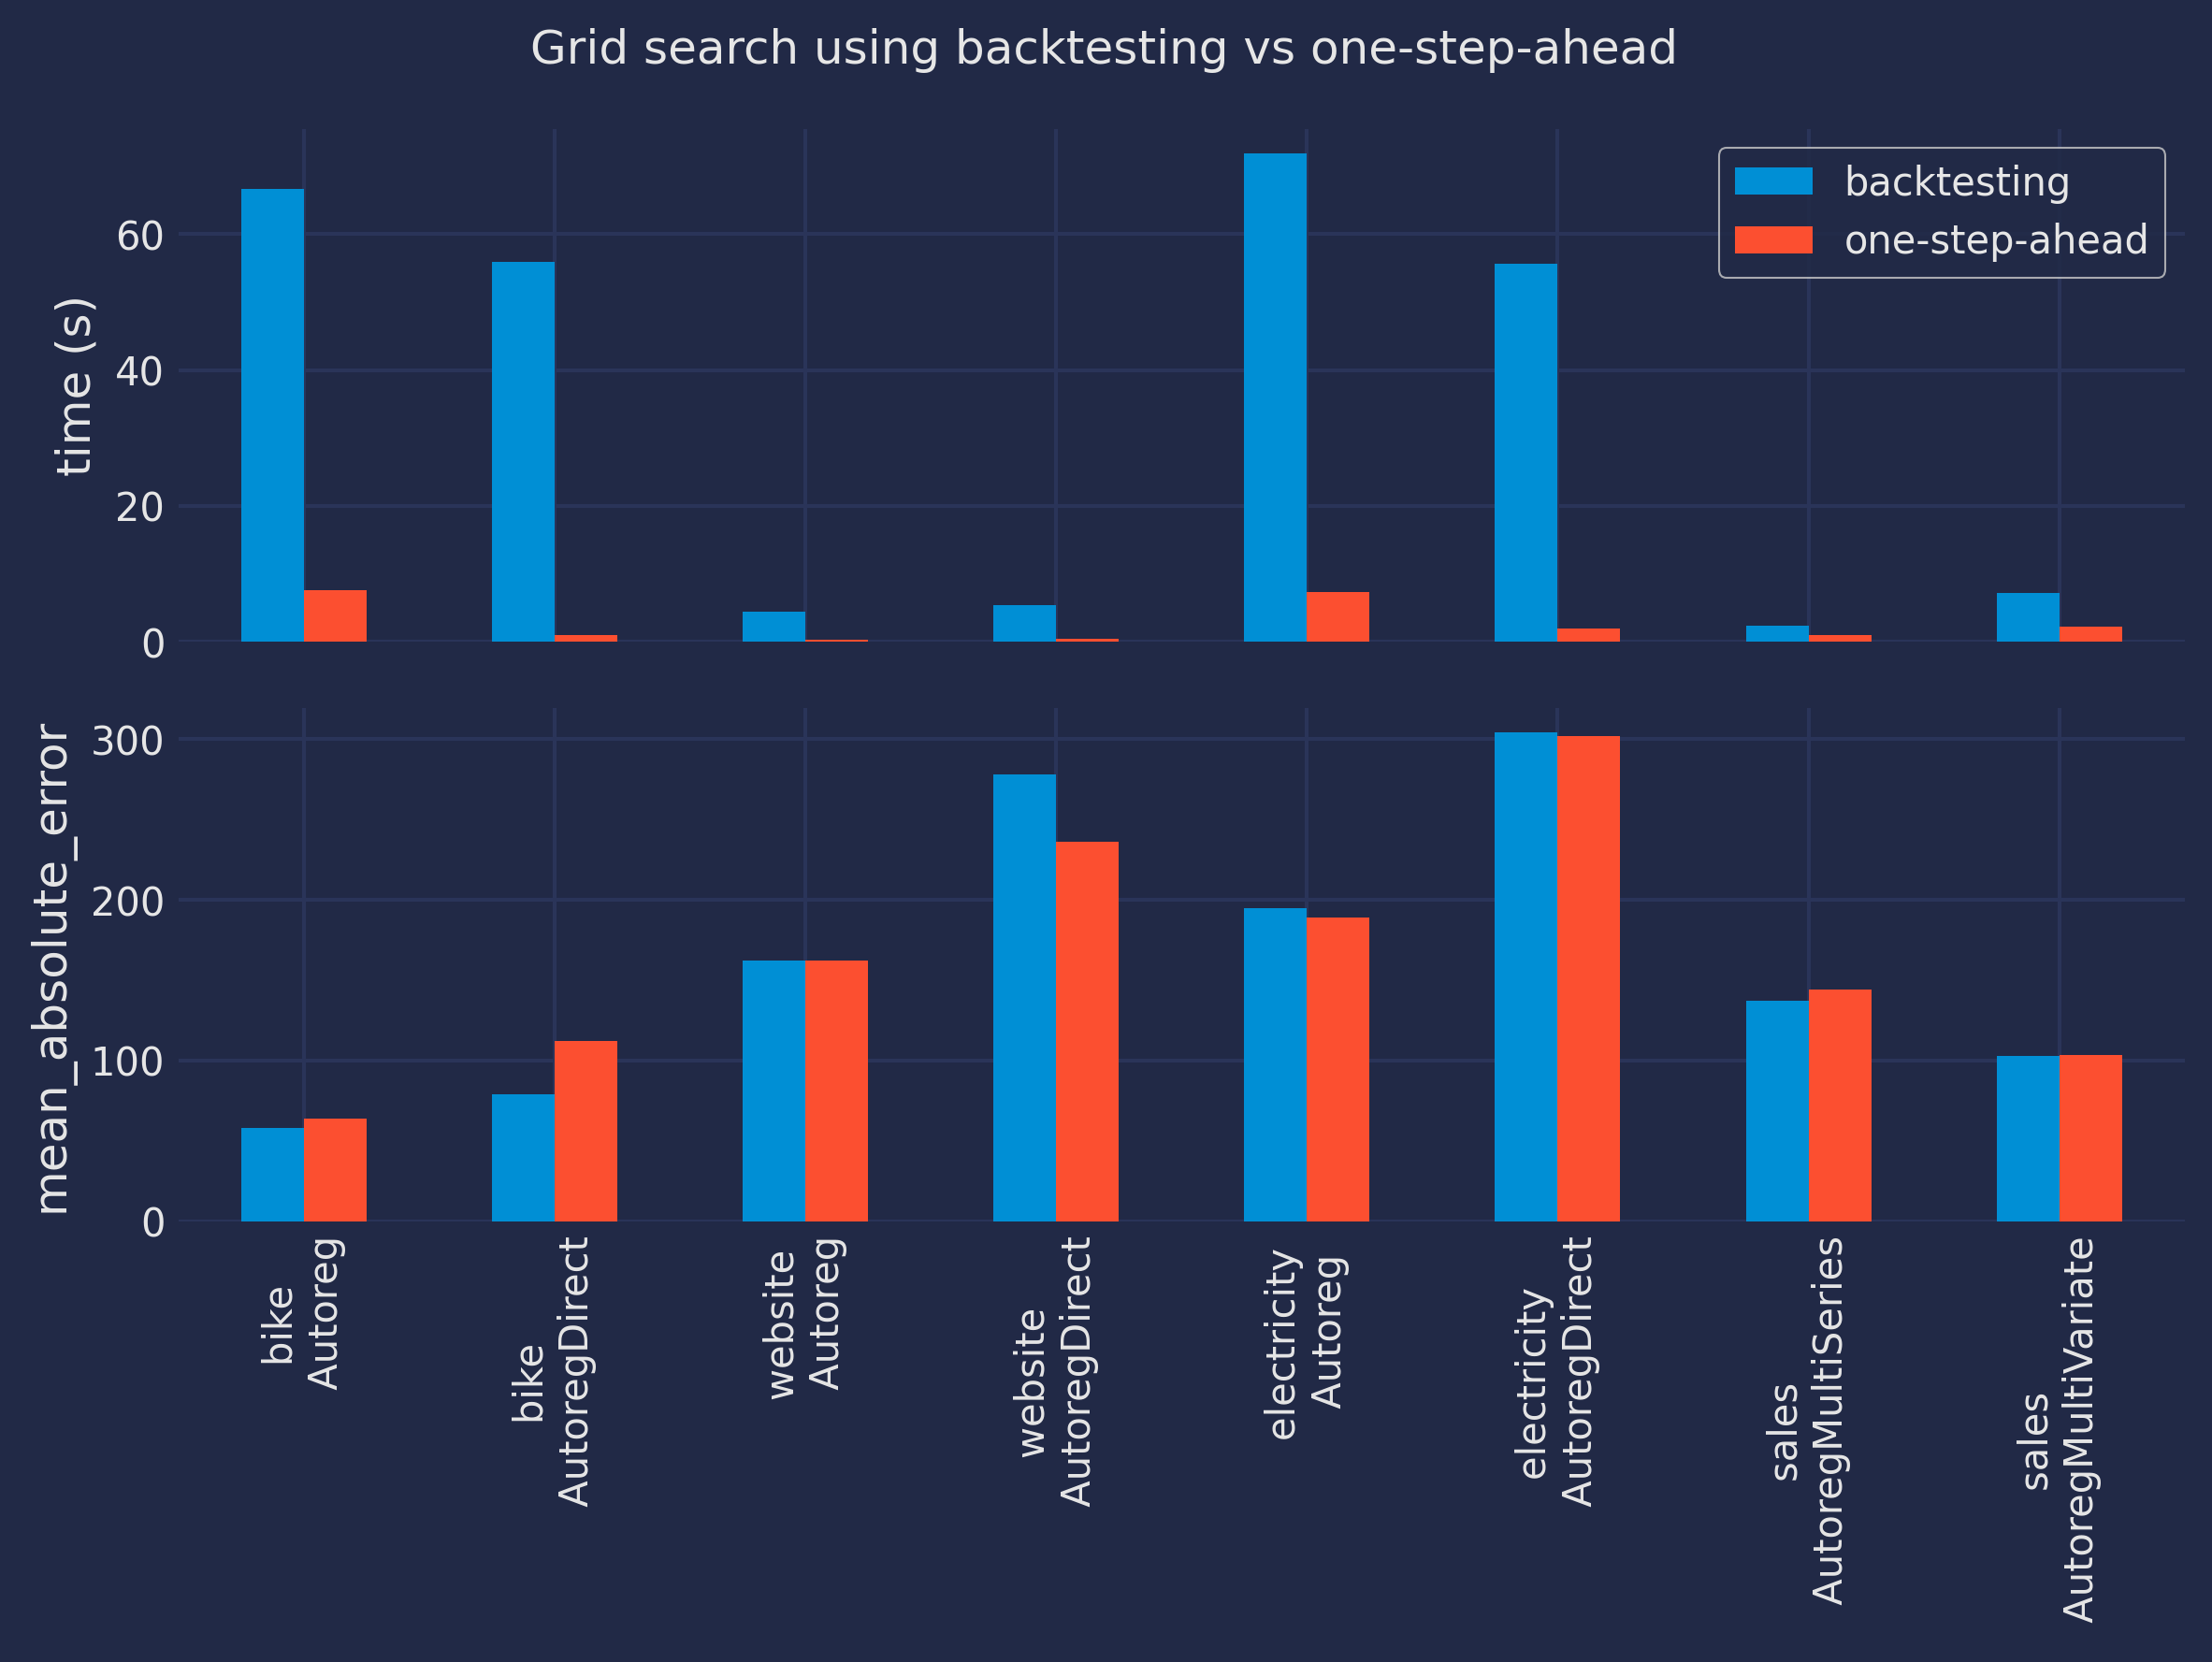 Grid search using backtesting vs one-step-ahead
backtesting
one-step-ahead
time (s)
60
40
20
0
mean_absolute_error
300
200
100
0
bike
Autoreg
bike
AutoregDirect
website
Autoreg
website
AutoregDirect
electricity
Autoreg
electricity
AutoregDirect
sales
AutoregMultiSeries
sales
AutoregMultiVariate